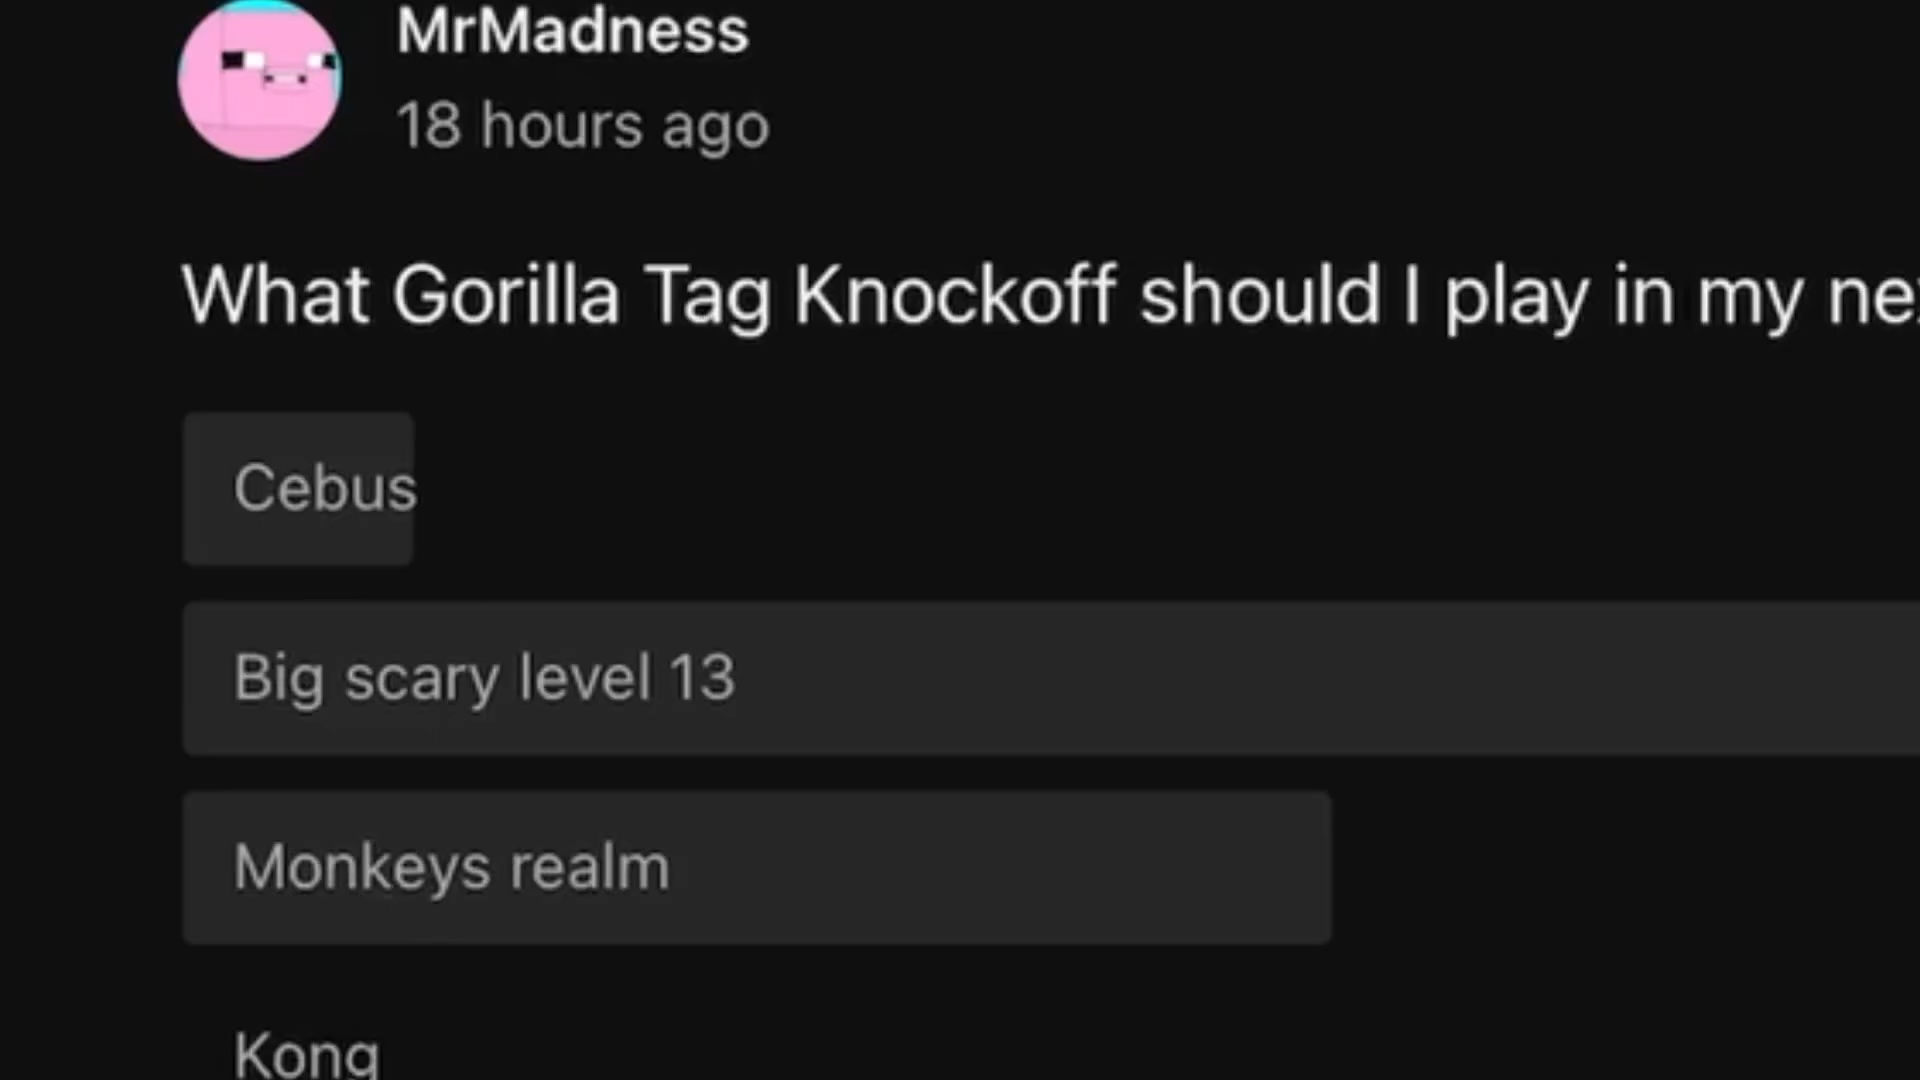 MrMadness
18 hours ago
What Gorilla Tag Knockoff should I play in my
Cebus
Big scary level 13
Monkeys realm
Kong